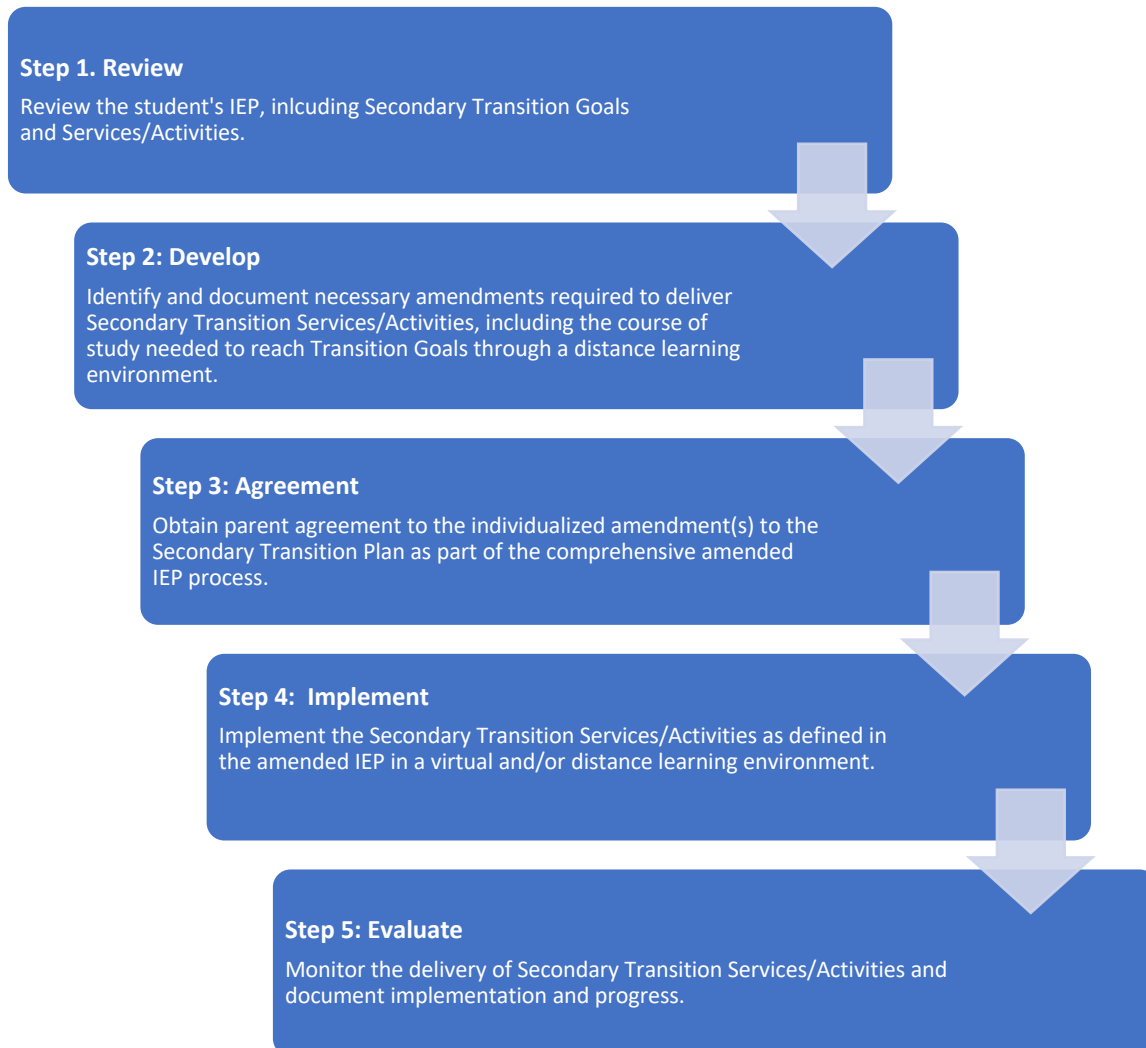 Step 1. Review
Review the student's IEP, inlcuding Secondary Transition Goals
and Services/Activities.
Step 2: Develop
Identify and document necessary amendments required to deliver
Secondary Transition Services/Activities, including the course of
study needed to reach Transition Goals through a distance learning
environment.
Step 3: Agreement
Obtain parent agreement to the individualized amendment(s) to the
Secondary Transition Plan as part of the comprehensive amended
IEP process.
Step 4:  Implement
Implement the Secondary Transition Services/Activities as defined in
the amended IEP in a virtual and/or distance learning environment.
Step 5: Evaluate
Monitor the delivery of Secondary Transition Services/Activities and
document implementation and progress.